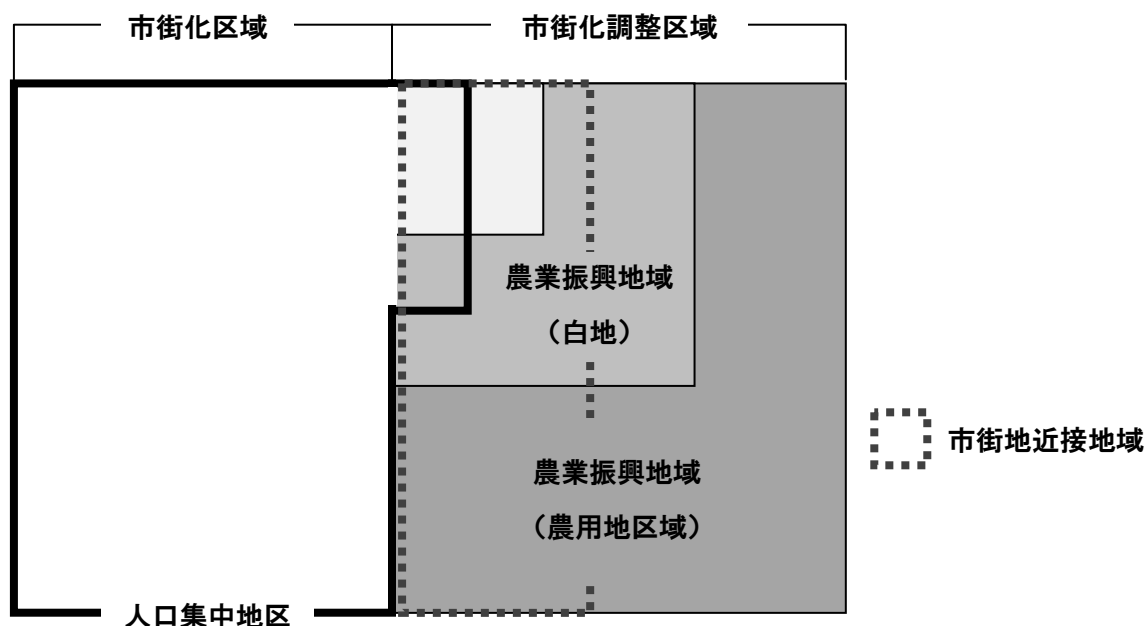 市街化区域
市街化調整区域
農業振興地域
（白地）
市街地近接地域
農業振興地域
（農用地区域）
人口集中地区